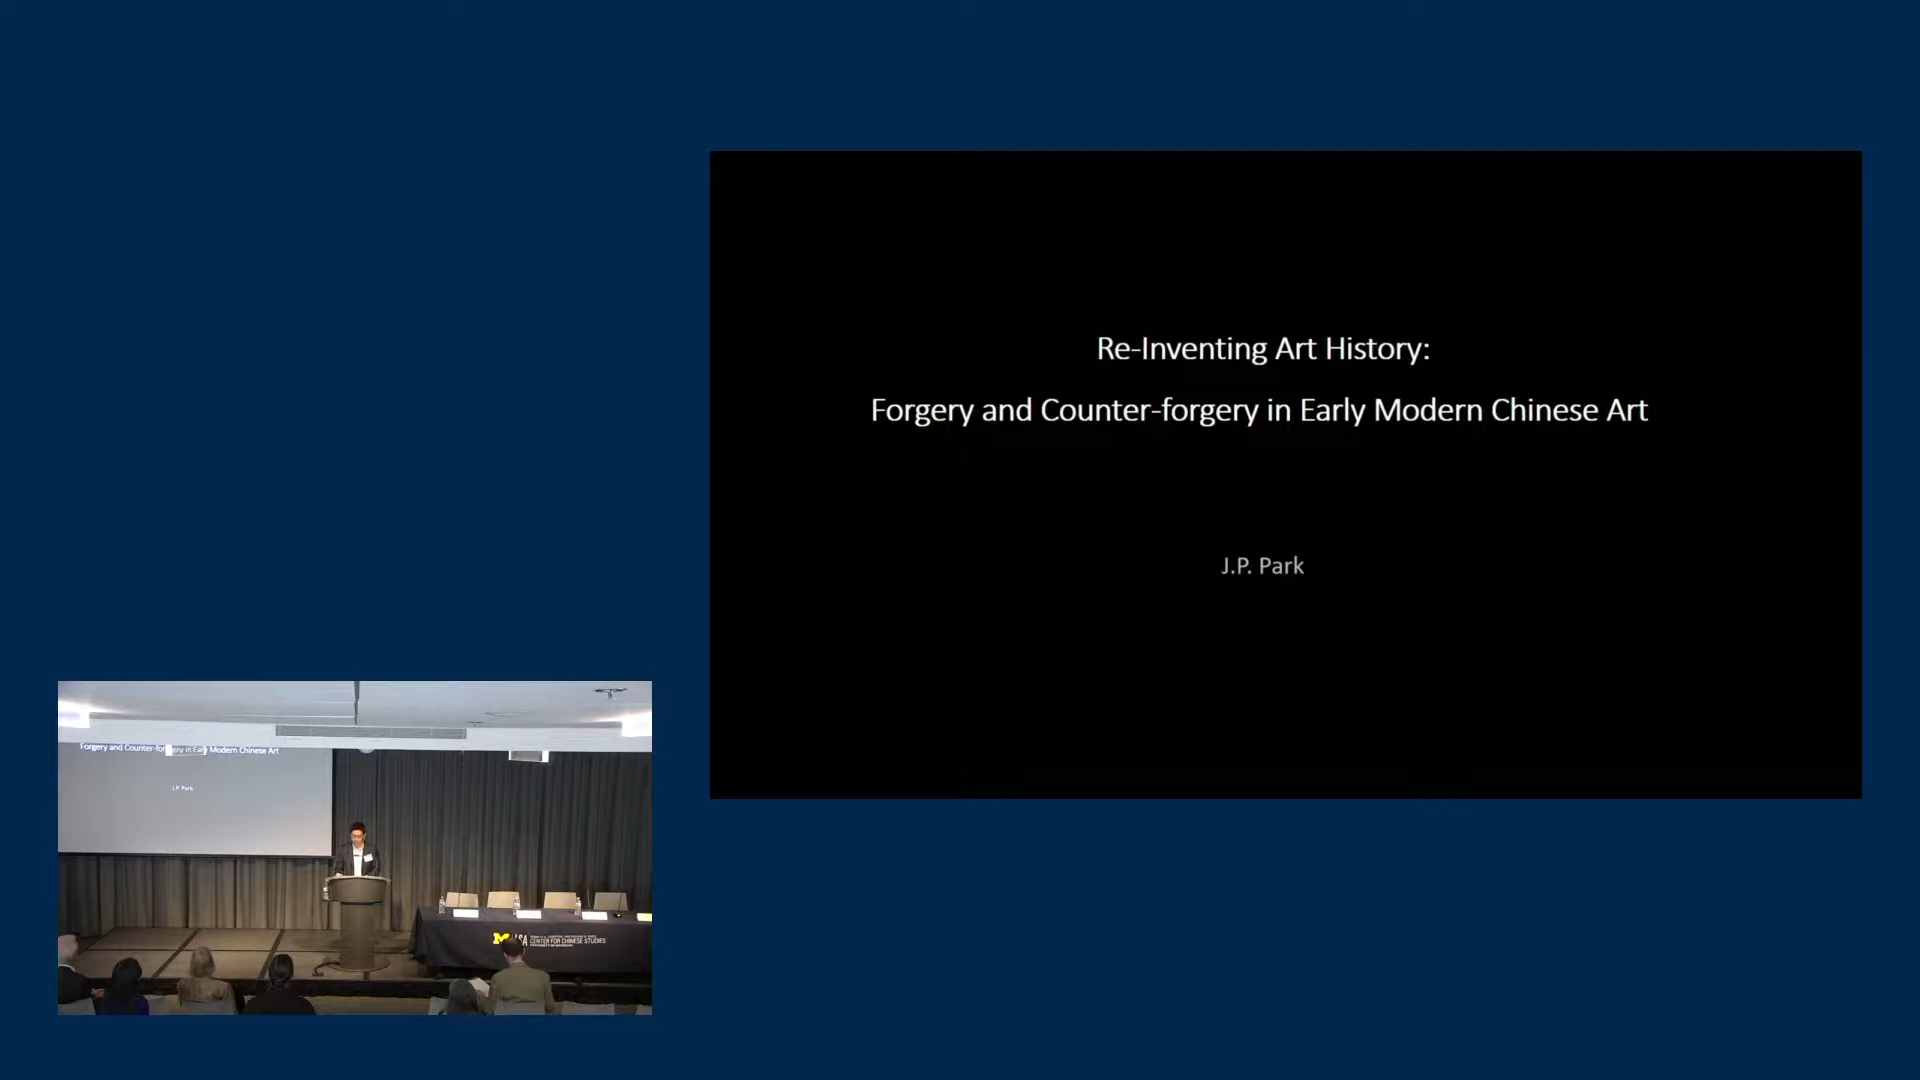 Re-Inventing Art History:
Forgery and Counter-forgery in Early Modern Chinese Art
J.P. Park
Forgery and Counter-forgery in Early Modern Chinese Art
J.P. Park
M LSA
CENTER FOR CHINESE STUDIES